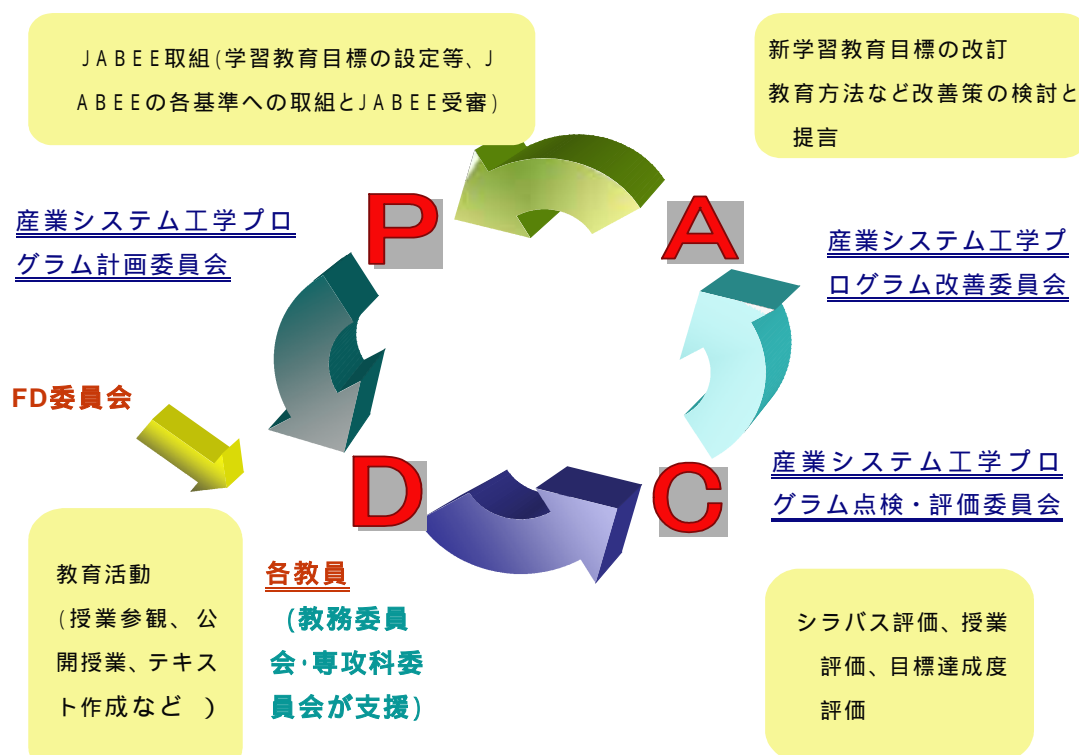 JABEE取組(学習教育目標の設定等、J
ABEEの各基準への取組とJABEE受審)
新学習教育目標の改訂
教育方法など改善策の検討と
提言
P
A
産業システム工学プロ
グラム計画委員会
産業システム工学プ
ログラム改善委員会
FD委員会
D
C
産業システム工学プロ
グラム点検・評価委員会
教育活動
(授業参観、公
開授業、テキス
ト作成など )
各教員
(教務委員
会・専攻科委
員会が支援)
シラバス評価、授業
評価、目標達成度
評価